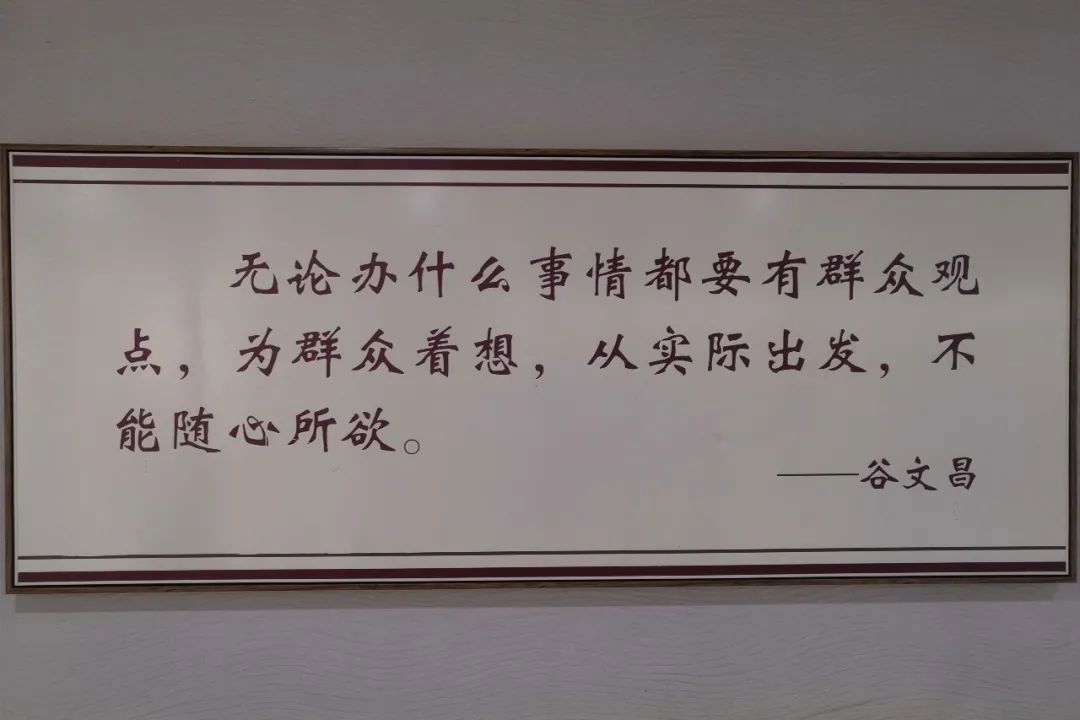 无论办什么事情都要有群众观
点，为群众着想，从实际出发，不
能随心所欲。
——谷文昌